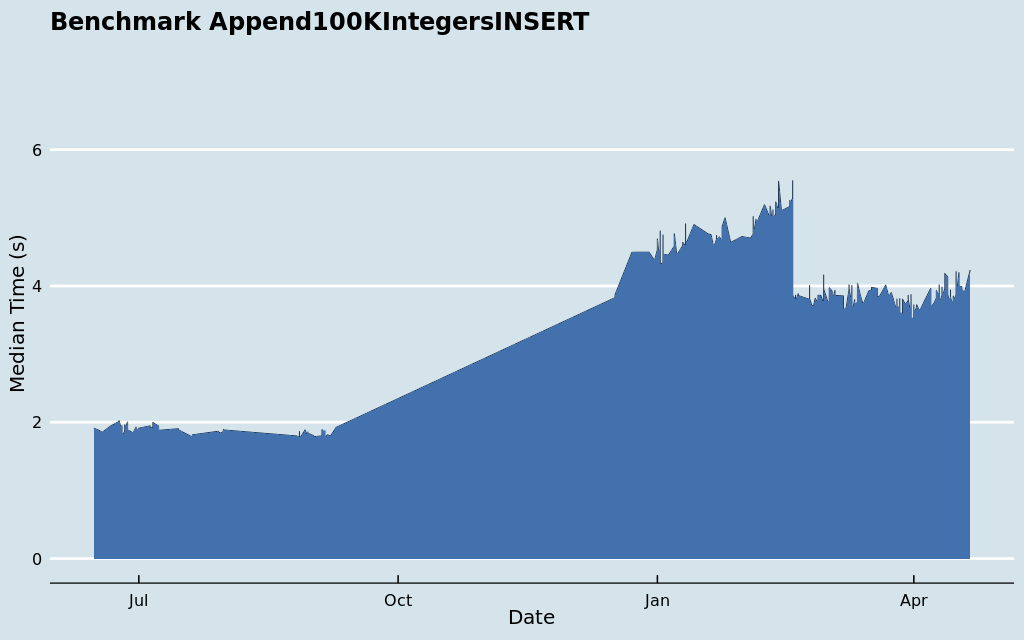 Benchmark Append100KIntegersINSERT
Median Time (s)
6
4
2
0
Jul
Oct
Jan
Apr
Date